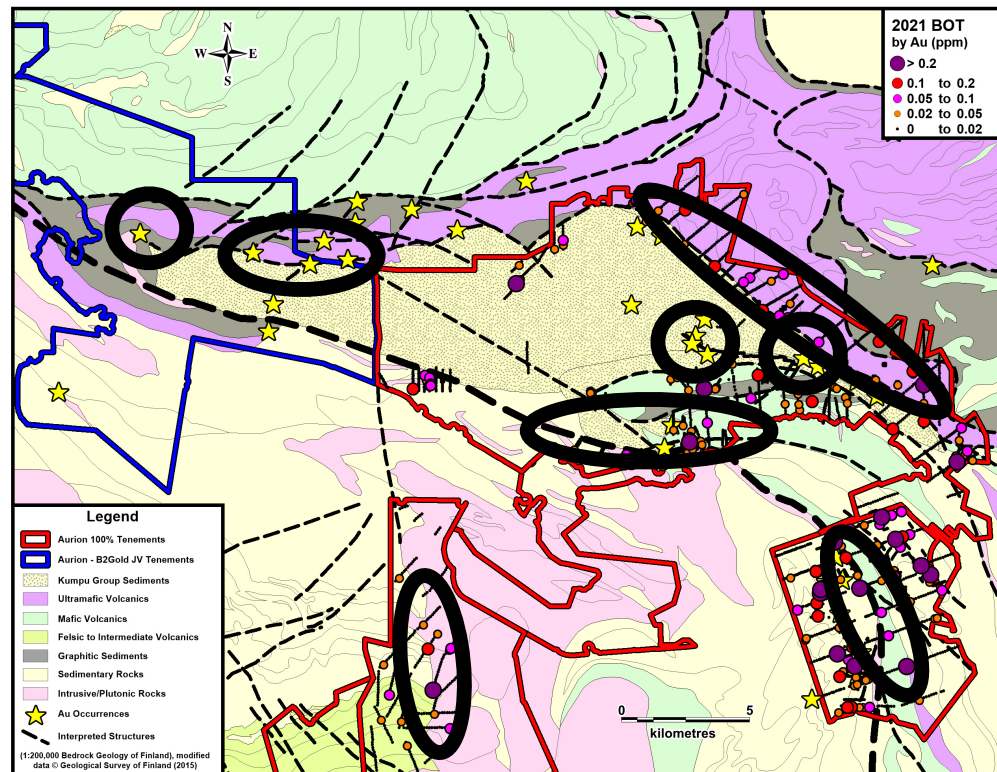 N
W E
S
2021 BOT
by Au (ppm)
> 0.2
0.1 to 0.2
0.05 to 0.1
0.02 to 0.05
0 to 0.02
Legend
Aurion 100% Tenements
Aurion - B2Gold JV Tenements
Kumpu Group Sediments
Ultramafic Volcanics
Mafic Volcanics
Felsic to Intermediate Volcanics
Graphitic Sediments
Sedimentary Rocks
Intrusive/Plutonic Rocks
Au Occurrences
Interpreted Structures
(1:200,000 Bedrock Geology of Finland), modified
data © Geological Survey of Finland (2015)
0 5
kilometres